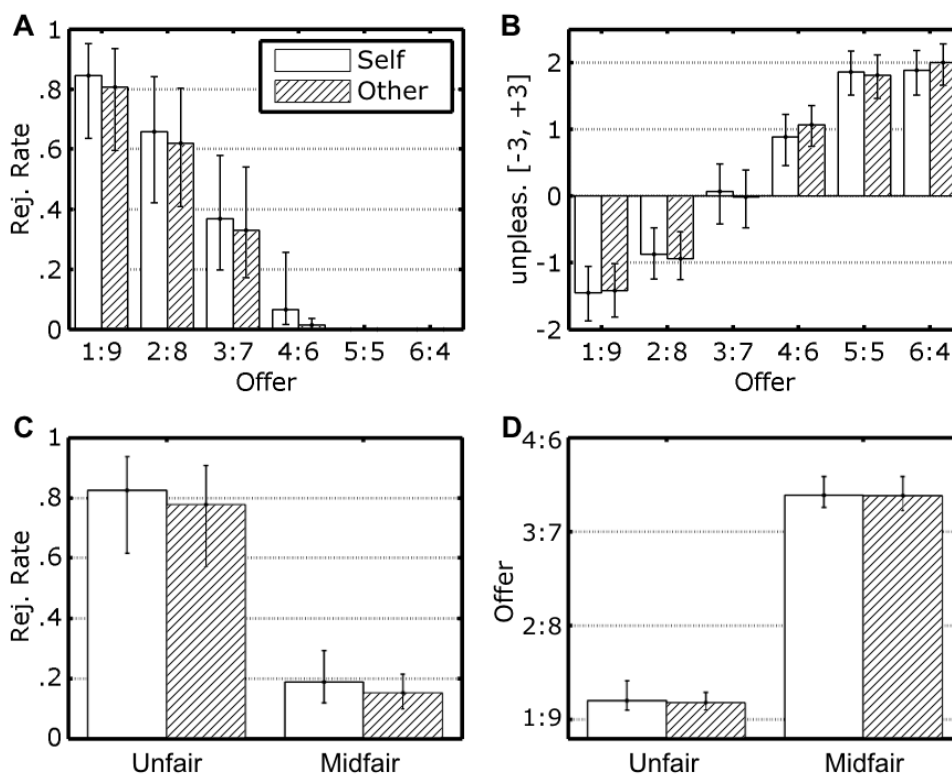 A
1
.8
.6
.4
.2
0
Rej. Rate
Self
Other
1:9 2:8 3:7 4:6 5:5 6:4
Offer
B
2
1
0
-1
-2
unpleas. [-3, +3]
1:9 2:8 3:7 4:6 5:5 6:4
Offer
C
1
.8
.6
.4
.2
0
Rej. Rate
Unfair Midfair
D
4:6
3:7
2:8
1:9
Offer
Unfair Midfair